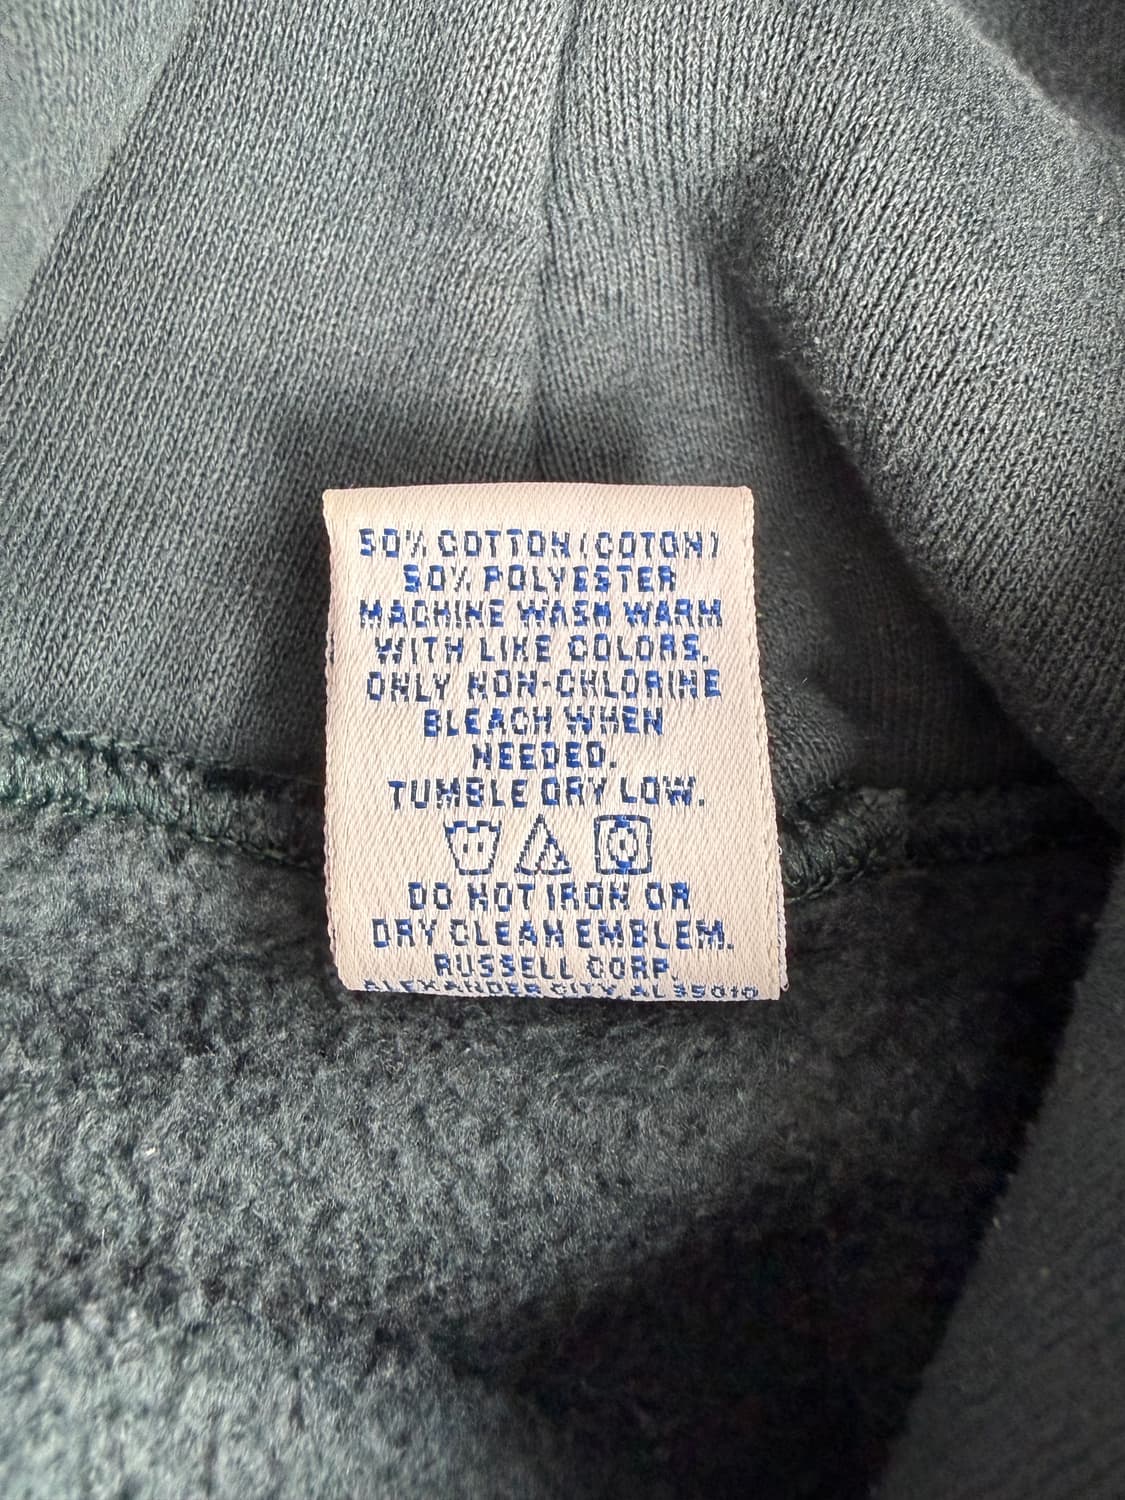 50% COTTON (COTON)
50% POLYESTER
MACHINE WASH WARM
WITH LIKE COLORS.
ONLY NON-CHLORINE
BLEACH WHEN
NEEDED.
TUMBLE DRY LOW.
DO NOT IRON OR
DRY CLEAN EMBLEM.
RUSSELL CORP.
ALEXANDER CITY, AL 35010